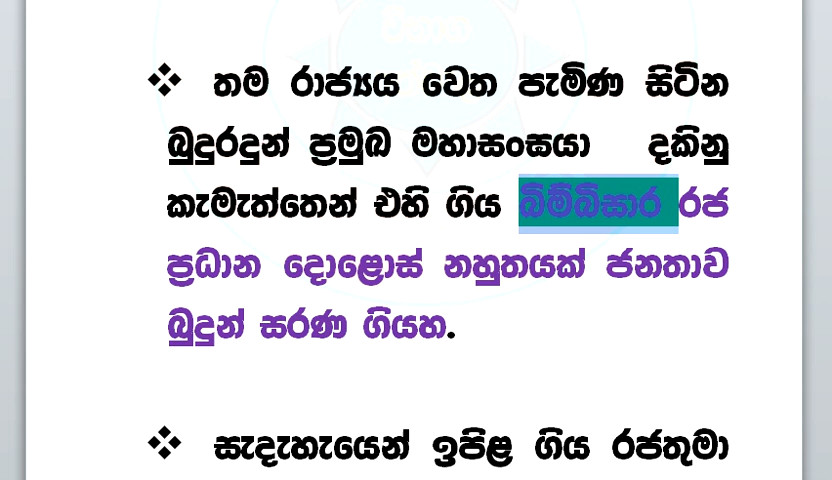 ❖ තම රාජ්‍යය වෙත පැමිණ සිටින
බුදුරදුන් ප්‍රමුඛ මහාසංඝයා දකිනු
කැමැත්තෙන් එහි ගිය බිම්බිසාර රජ
ප්‍රධාන දොළොස් නහුතයක් ජනතාව
බුදුන් සරණ ගියහ.
❖ සැදැහැයෙන් ඉපිළ ගිය රජතුමා